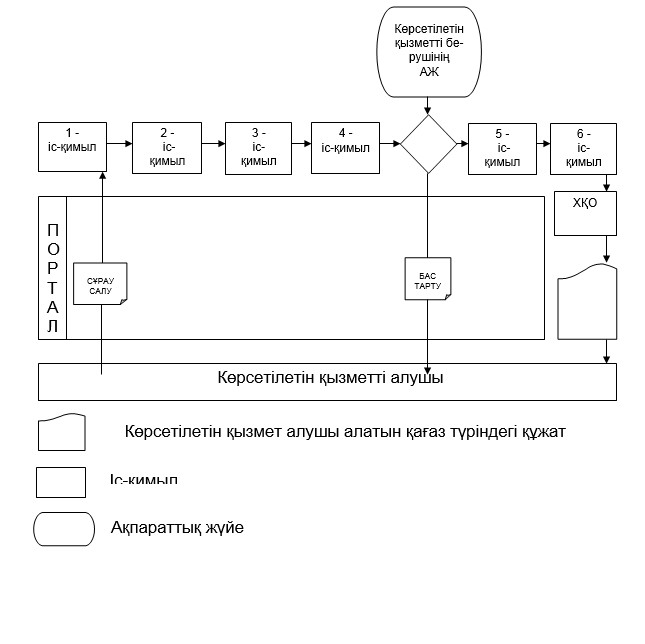 Көрсетілетін
қызметті бе-
рушінің
АЖ
1 -
іс-қимыл
2 -
іс-
қимыл
3 -
іс-
қимыл
4 -
іс-қимыл
5 -
іс-
қимыл
6 -
іс-
қимыл
ХҚО
П
О
Р
Т
А
Л
СҰРАУ
САЛУ
БАС
ТАРТУ
Көрсетілетін қызметті алушы
Көрсетілетін қызмет алушы алатын қағаз түріндегі құжат
Іс-қимыл
Ақпараттық жүйе